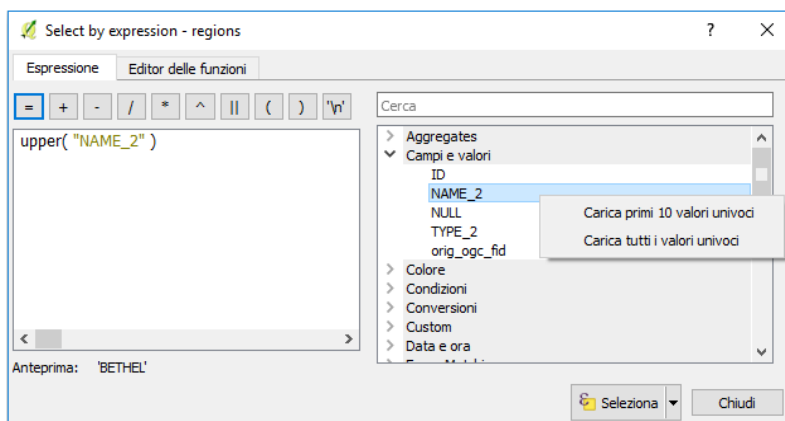 Select by expression - regions
?
Espressione
Editor delle funzioni
= + - / * ^ || ( ) '\n'
Cerca
upper( "NAME_2" )
Aggregates
Campi e valori
ID
NAME_2
NULL
TYPE_2
orig_ogc_fid
Carica primi 10 valori univoci
Carica tutti i valori univoci
Colore
Condizioni
Conversioni
Custom
Data e ora
Anteprima: 'BETHEL'
Seleziona
Chiudi